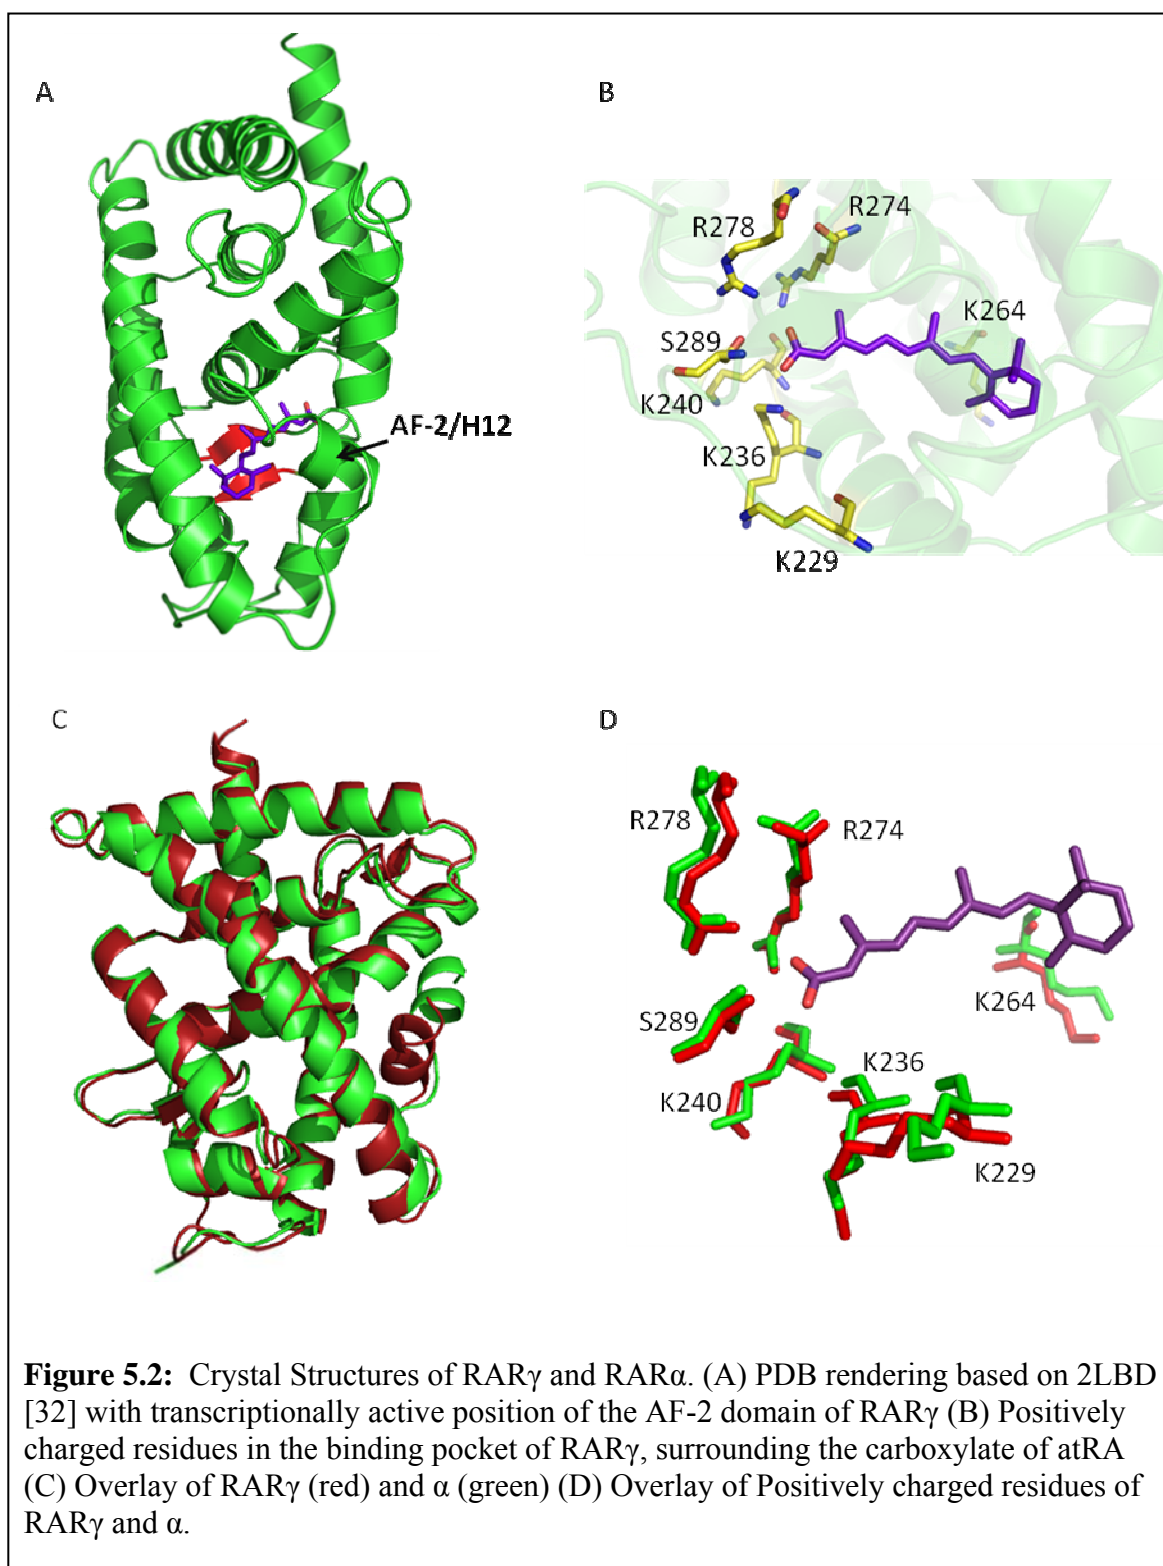 A
B
AF-2/H12
R278
R274
K264
S289
K240
K236
K229
C
D
R278
R274
K264
S289
K236
K240
K229
Figure 5.2: Crystal Structures of RARγ and RARα. (A) PDB rendering based on 2LBD
[32] with transcriptionally active position of the AF-2 domain of RARγ (B) Positively
charged residues in the binding pocket of RARγ, surrounding the carboxylate of atRA
(C) Overlay of RARγ (red) and α (green) (D) Overlay of Positively charged residues of
RARγ and α.